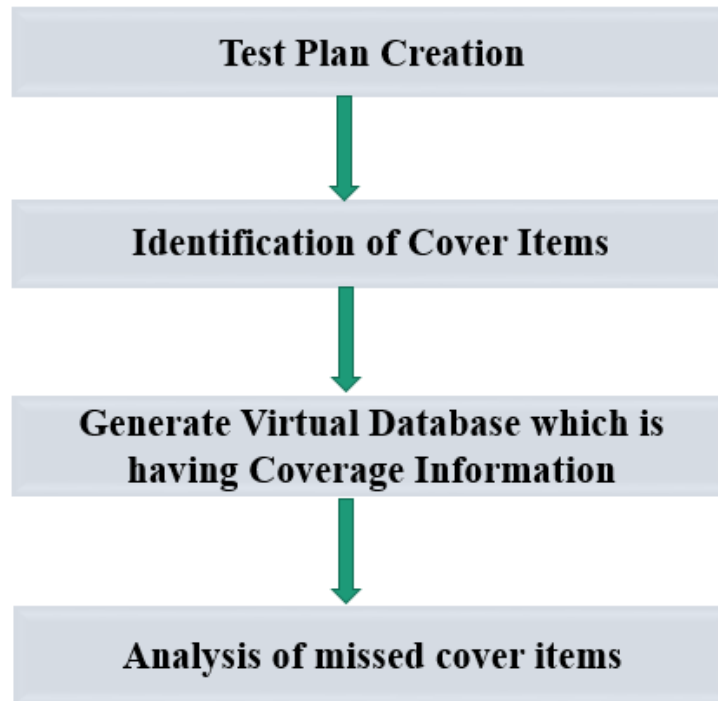 Test Plan Creation
Identification of Cover Items
Generate Virtual Database which is
having Coverage Information
Analysis of missed cover items